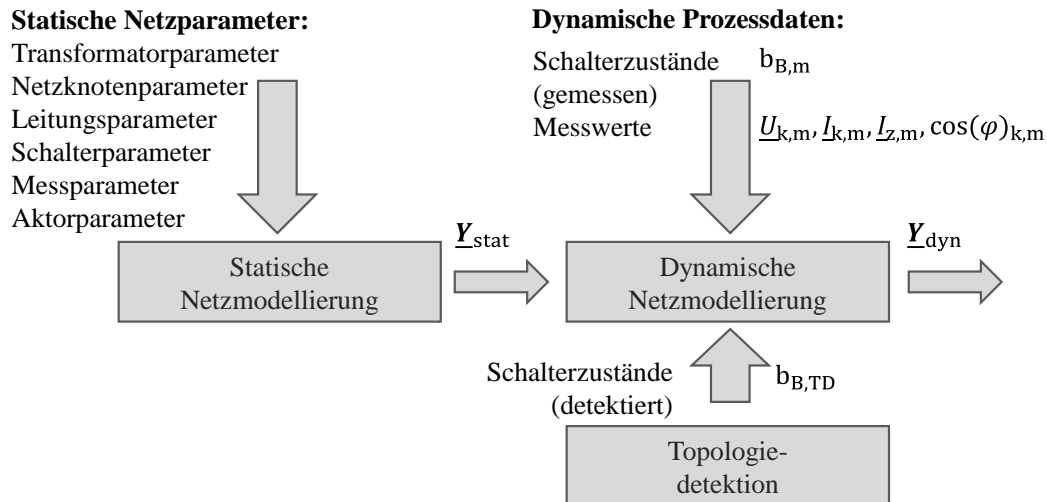 Statische Netzparameter:
Transformatorparameter
Netzknotenparameter
Leitungsparameter
Schalterparameter
Messparameter
Aktorparameter
Dynamische Prozessdaten:
Schalterzustände b_B,m
(gemessen)
Messwerte U_k,m, I_k,m, I_z,m, cos(φ)_k,m
Statische
Netzmodellierung
Y_stat
Dynamische
Netzmodellierung
Y_dyn
Schalterzustände
(detektiert)
b_B,TD
Topologie-
detektion